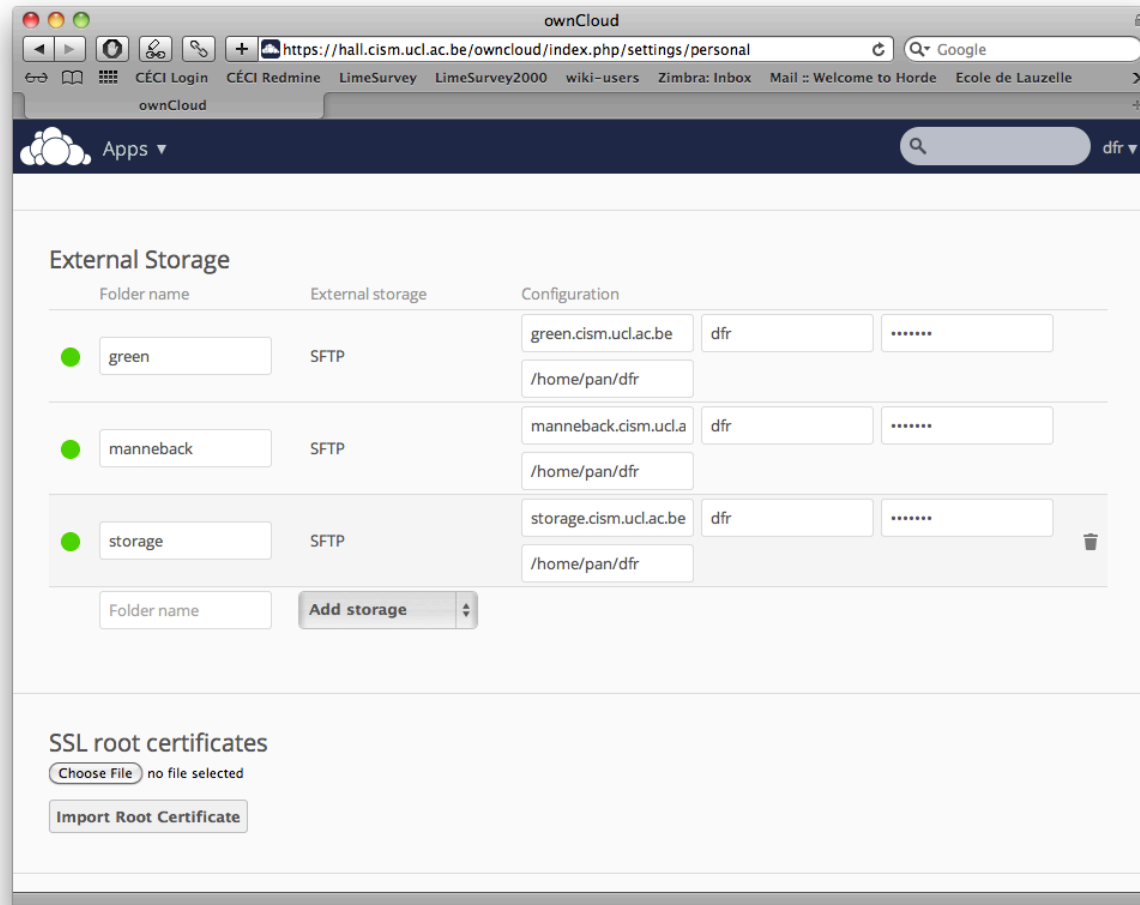 ownCloud
https://hall.cism.ucl.ac.be/owncloud/index.php/settings/personal
Google
CÉCI Login CÉCI Redmine LimeSurvey LimeSurvey2000 wiki-users Zimbra: Inbox Mail :: Welcome to Horde Ecole de Lauzelle
ownCloud
Apps ▾ dfr ▾
External Storage
Folder name External storage Configuration
green.cism.ucl.ac.be dfr •••••••
green SFTP
/home/pan/dfr
manneback.cism.ucl.a dfr •••••••
manneback SFTP
/home/pan/dfr
storage.cism.ucl.ac.be dfr •••••••
storage SFTP
/home/pan/dfr
Folder name Add storage
SSL root certificates
Choose File no file selected
Import Root Certificate